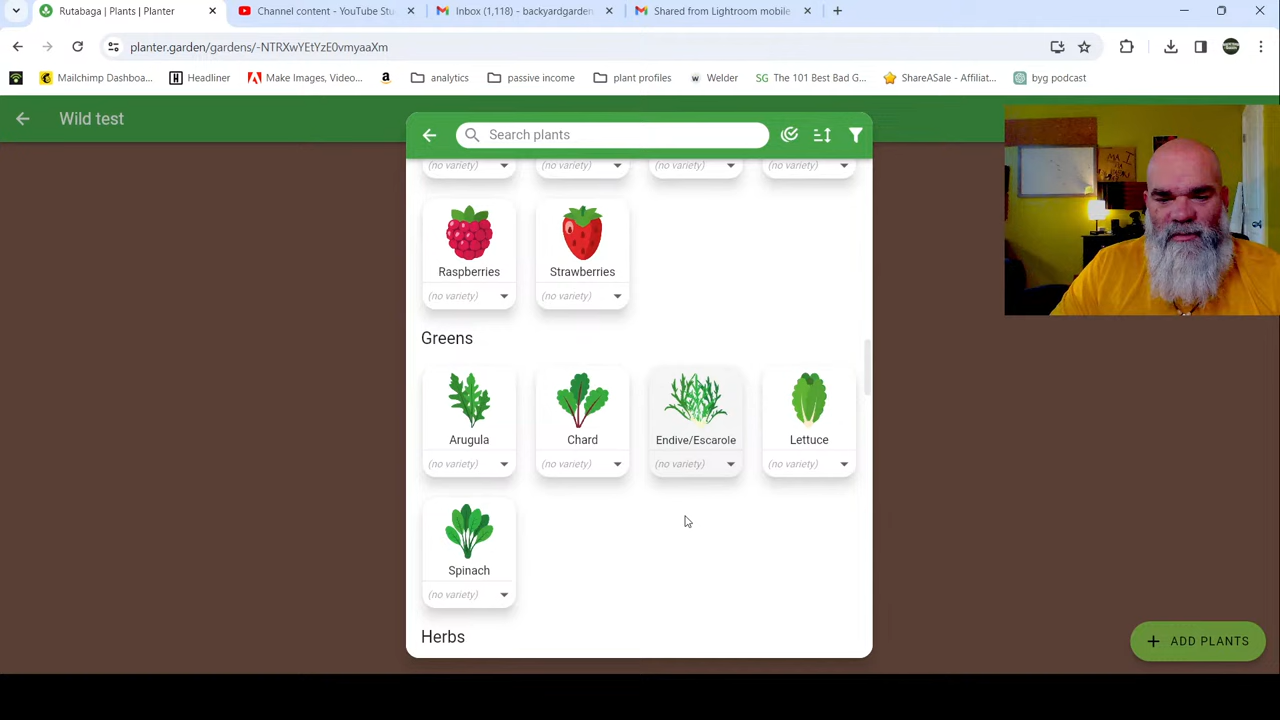 Rutabaga | Plants | Planter
Channel content - YouTube Stu
Inbox (1,118) - backyardgarden
Shared from Lightroom mobile
planter.garden/gardens/-NTRXwYEtYzE0vmyaaXm
Mailchimp Dashboa...
Headliner
Make Images, Video...
analytics
passive income
plant profiles
Welder
SG The 101 Best Bad G...
ShareASale - Affiliat...
byg podcast
Wild test
Search plants
(no variety) (no variety) (no variety) (no variety)
Raspberries Strawberries
(no variety) (no variety)
Greens
Arugula Chard Endive/Escarole Lettuce
(no variety) (no variety) (no variety) (no variety)
Spinach
(no variety)
Herbs
+ ADD PLANTS